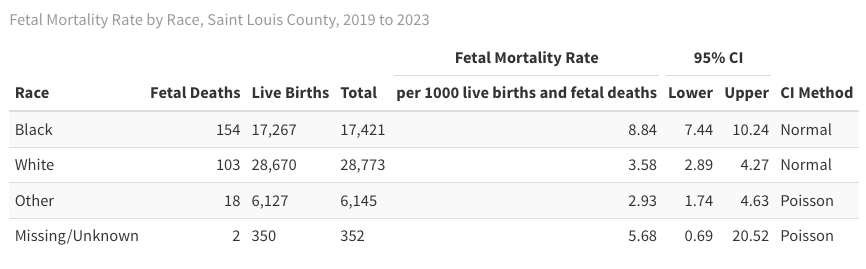 Fetal Mortality Rate by Race, Saint Louis County, 2019 to 2023
Fetal Mortality Rate 95% CI
Race Fetal Deaths Live Births Total per 1000 live births and fetal deaths Lower Upper CI Method
Black 154 17,267 17,421 8.84 7.44 10.24 Normal
White 103 28,670 28,773 3.58 2.89 4.27 Normal
Other 18 6,127 6,145 2.93 1.74 4.63 Poisson
Missing/Unknown 2 350 352 5.68 0.69 20.52 Poisson